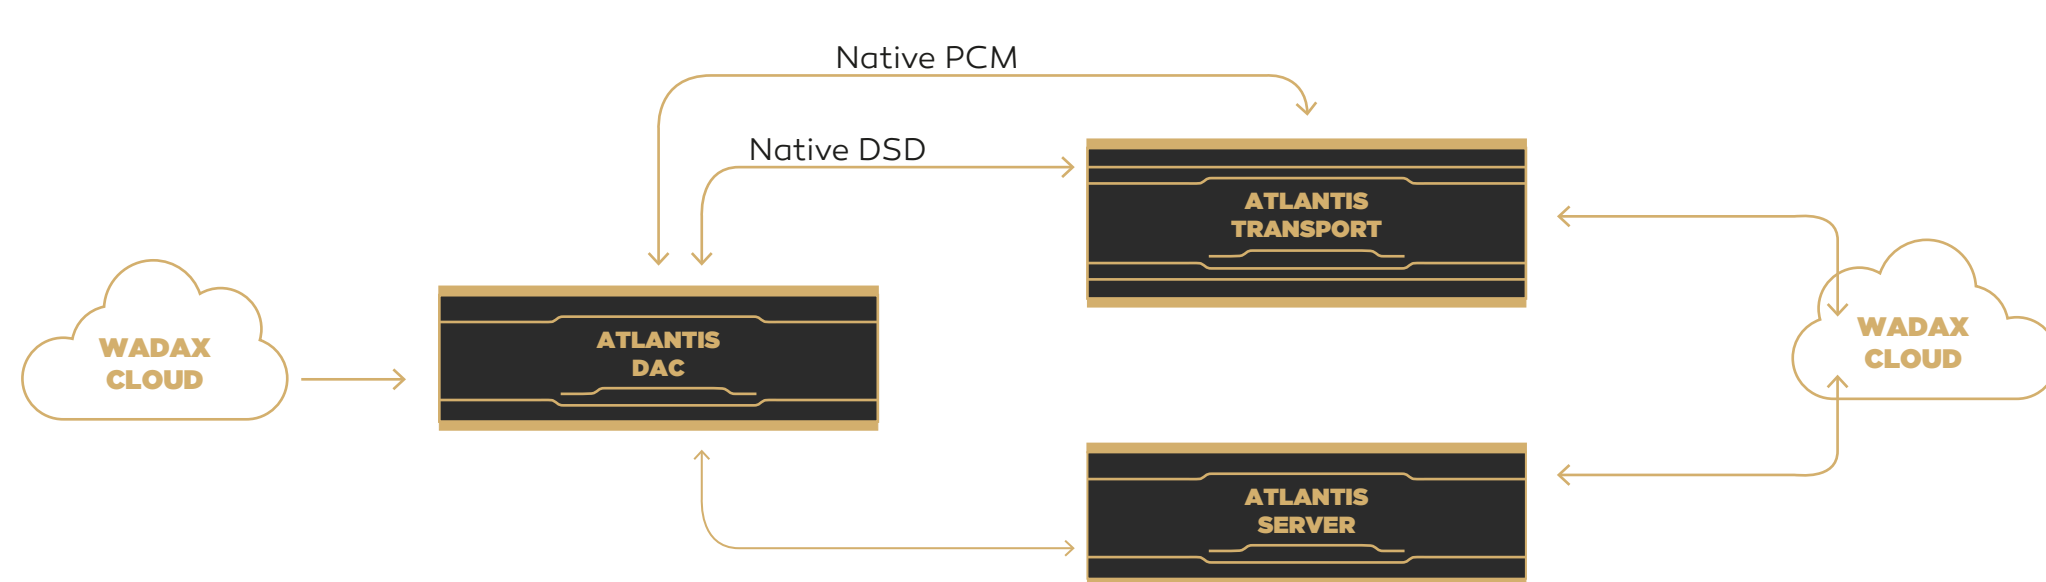 Native PCM
Native DSD
ATLANTIS
TRANSPORT
WADAX
CLOUD
ATLANTIS
DAC
WADAX
CLOUD
ATLANTIS
SERVER